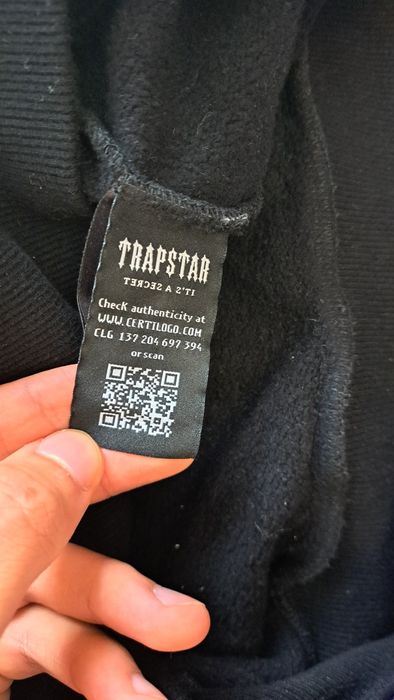 TRAPSTAR
IT'S A SECRET
Check authenticity at
WWW.CERTILOGO.COM
CLG 137 204 697 394
or scan